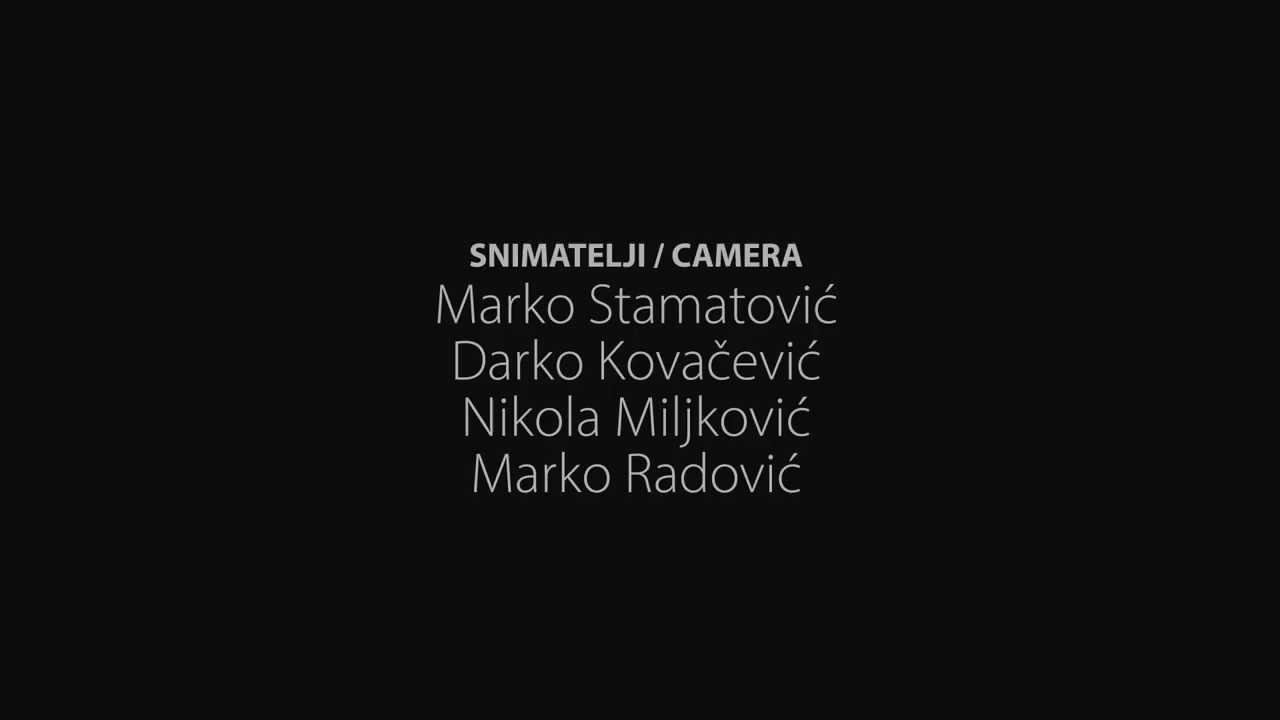 SNIMATELJI / CAMERA
Marko Stamatović
Darko Kovačević
Nikola Miljković
Marko Radović